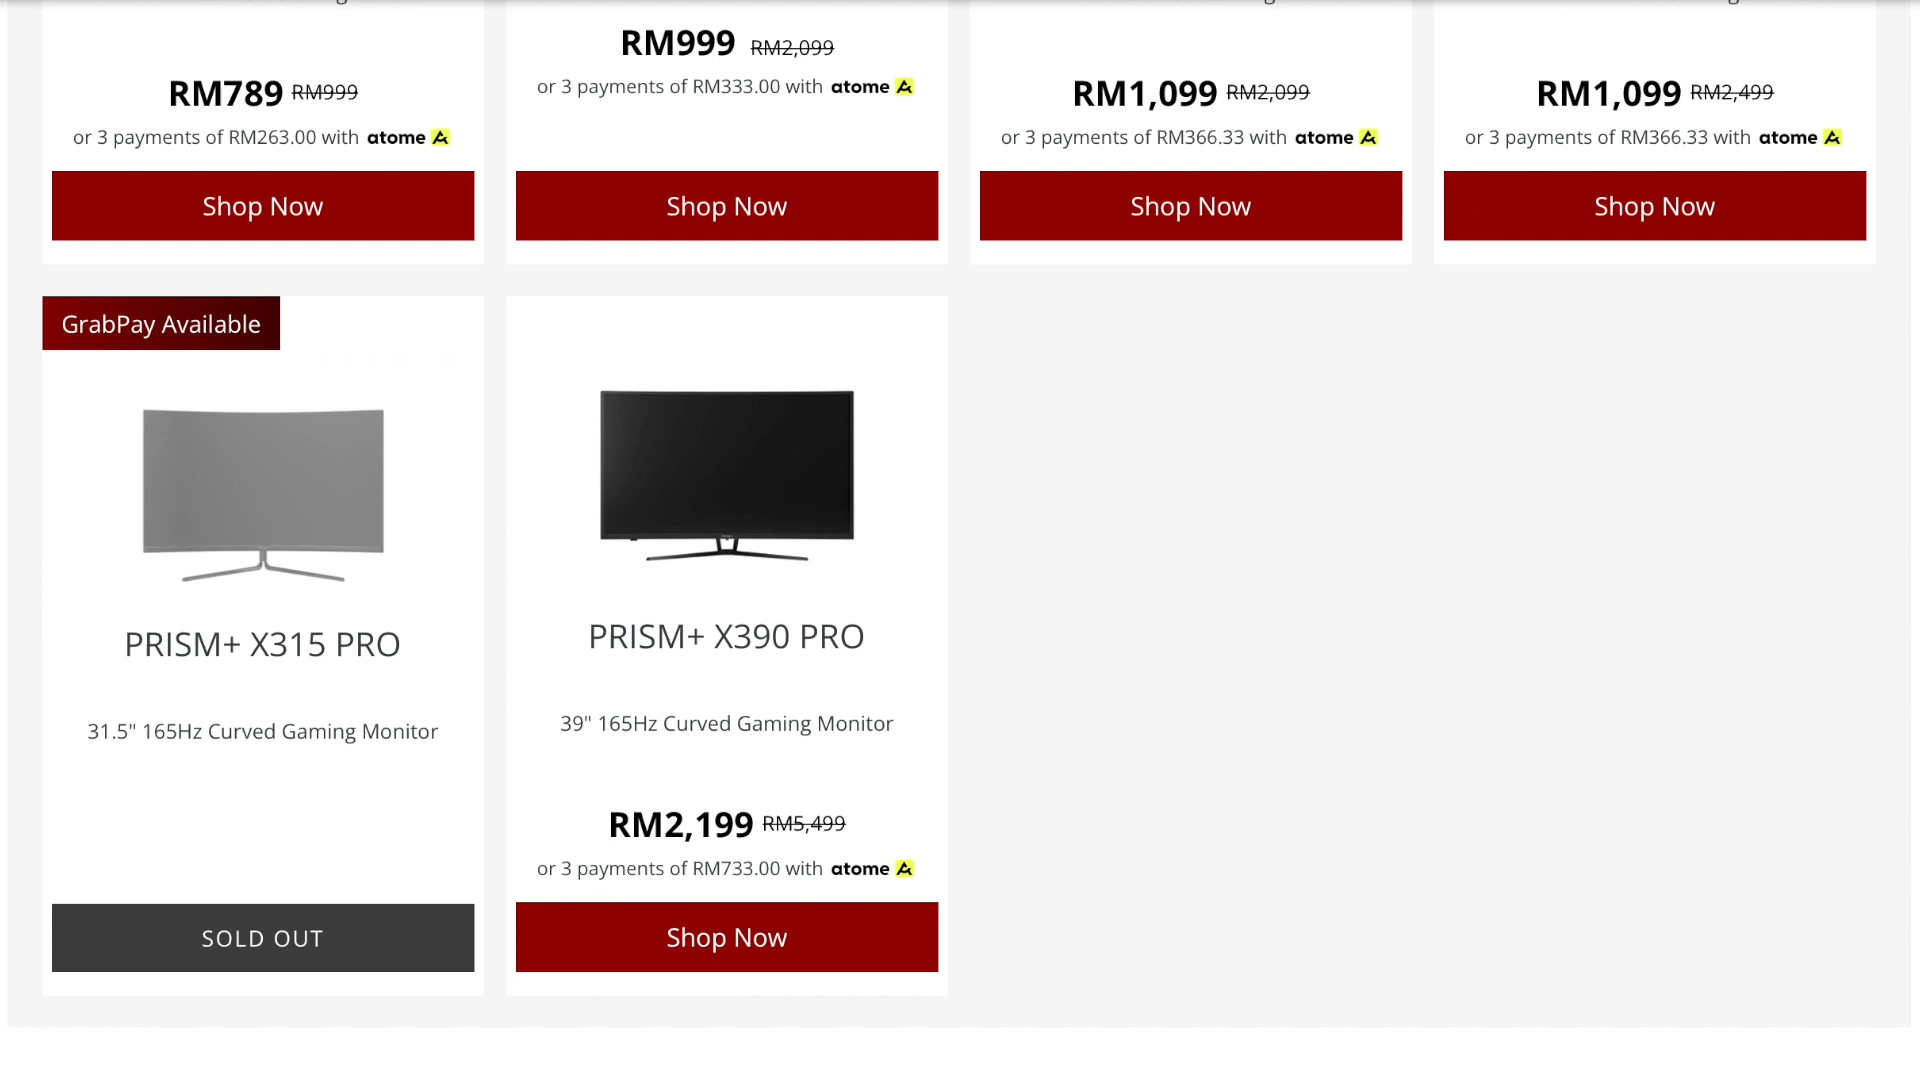 RM789 RM999
or 3 payments of RM263.00 with atome
Shop Now
RM999 RM2,099
or 3 payments of RM333.00 with atome
Shop Now
RM1,099 RM2,099
or 3 payments of RM366.33 with atome
Shop Now
RM1,099 RM2,499
or 3 payments of RM366.33 with atome
Shop Now
GrabPay Available
PRISM+ X315 PRO
31.5" 165Hz Curved Gaming Monitor
SOLD OUT
PRISM+ X390 PRO
39" 165Hz Curved Gaming Monitor
RM2,199 RM5,499
or 3 payments of RM733.00 with atome
Shop Now